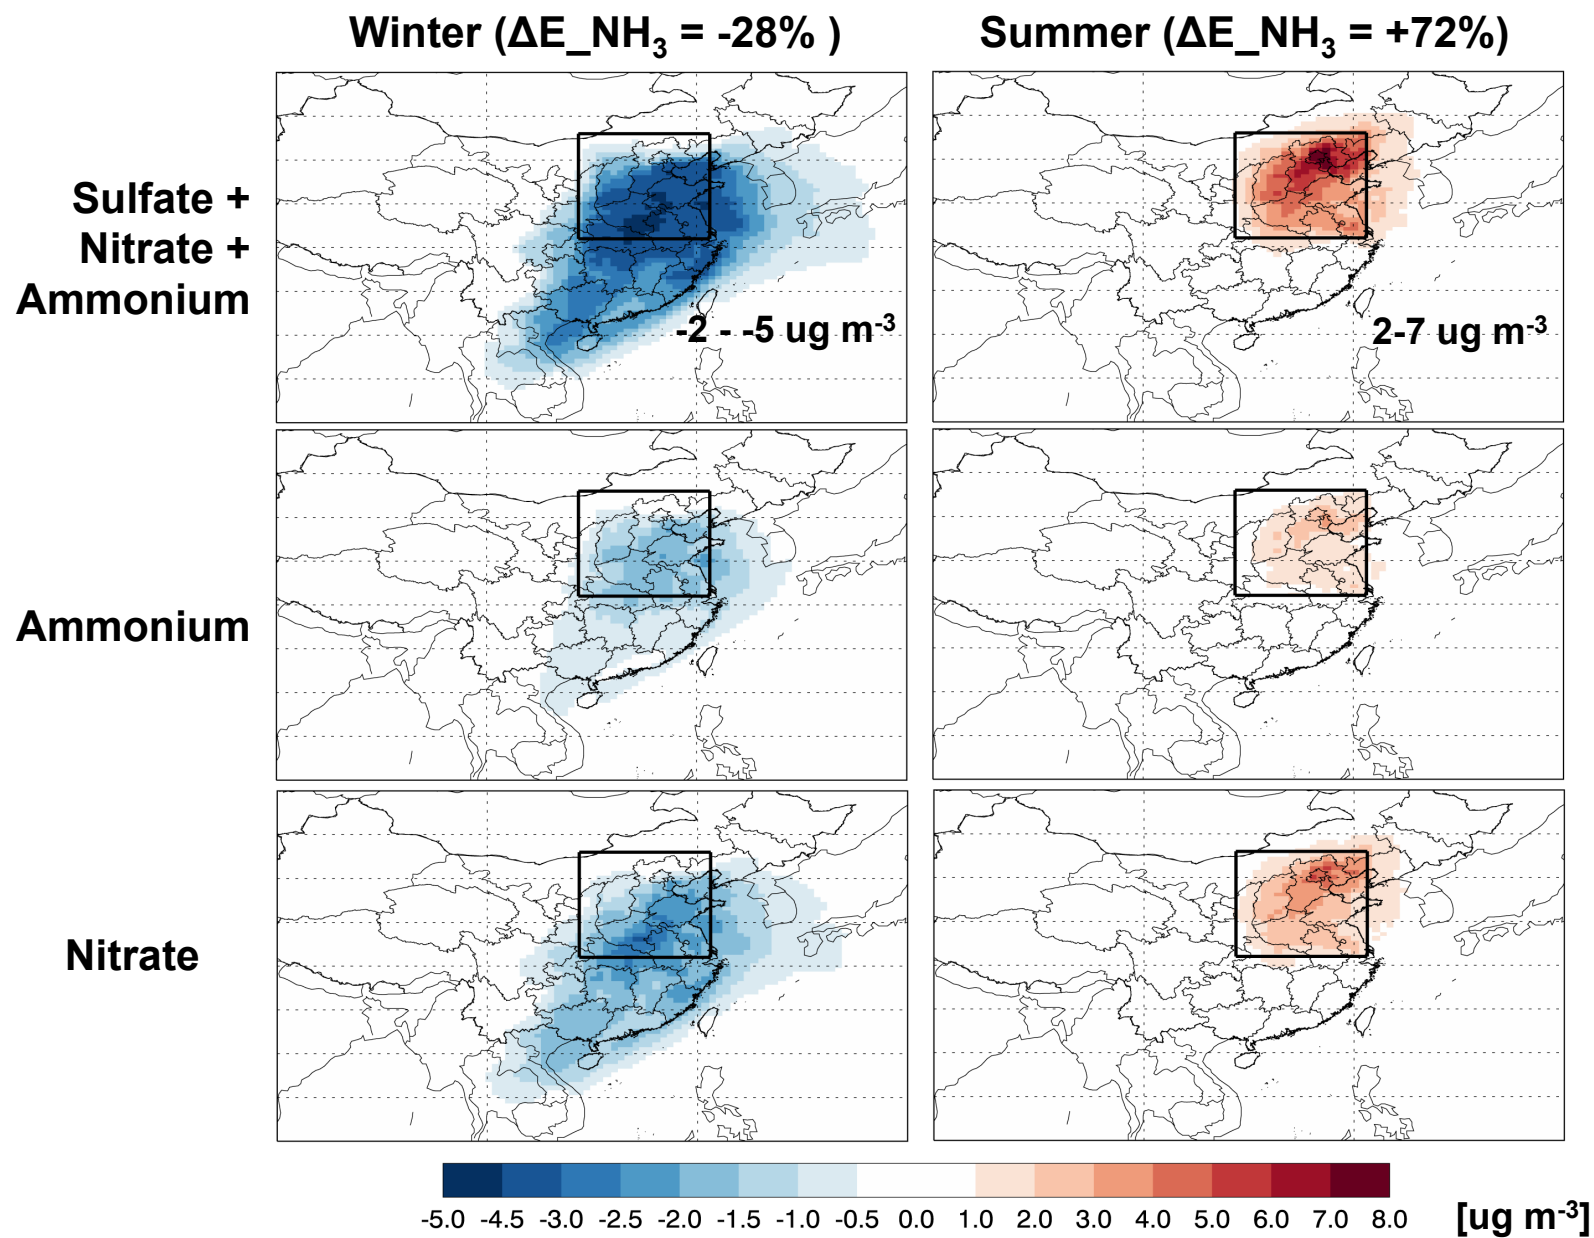 Winter (ΔE_NH₃ = -28% )
Summer (ΔE_NH₃ = +72%)
Sulfate +
Nitrate +
Ammonium
-2 - -5 ug m⁻³
2-7 ug m⁻³
Ammonium
Nitrate
-5.0 -4.5 -3.0 -2.5 -2.0 -1.5 -1.0 -0.5 0.0 1.0 2.0 3.0 4.0 5.0 6.0 7.0 8.0
[ug m⁻³]